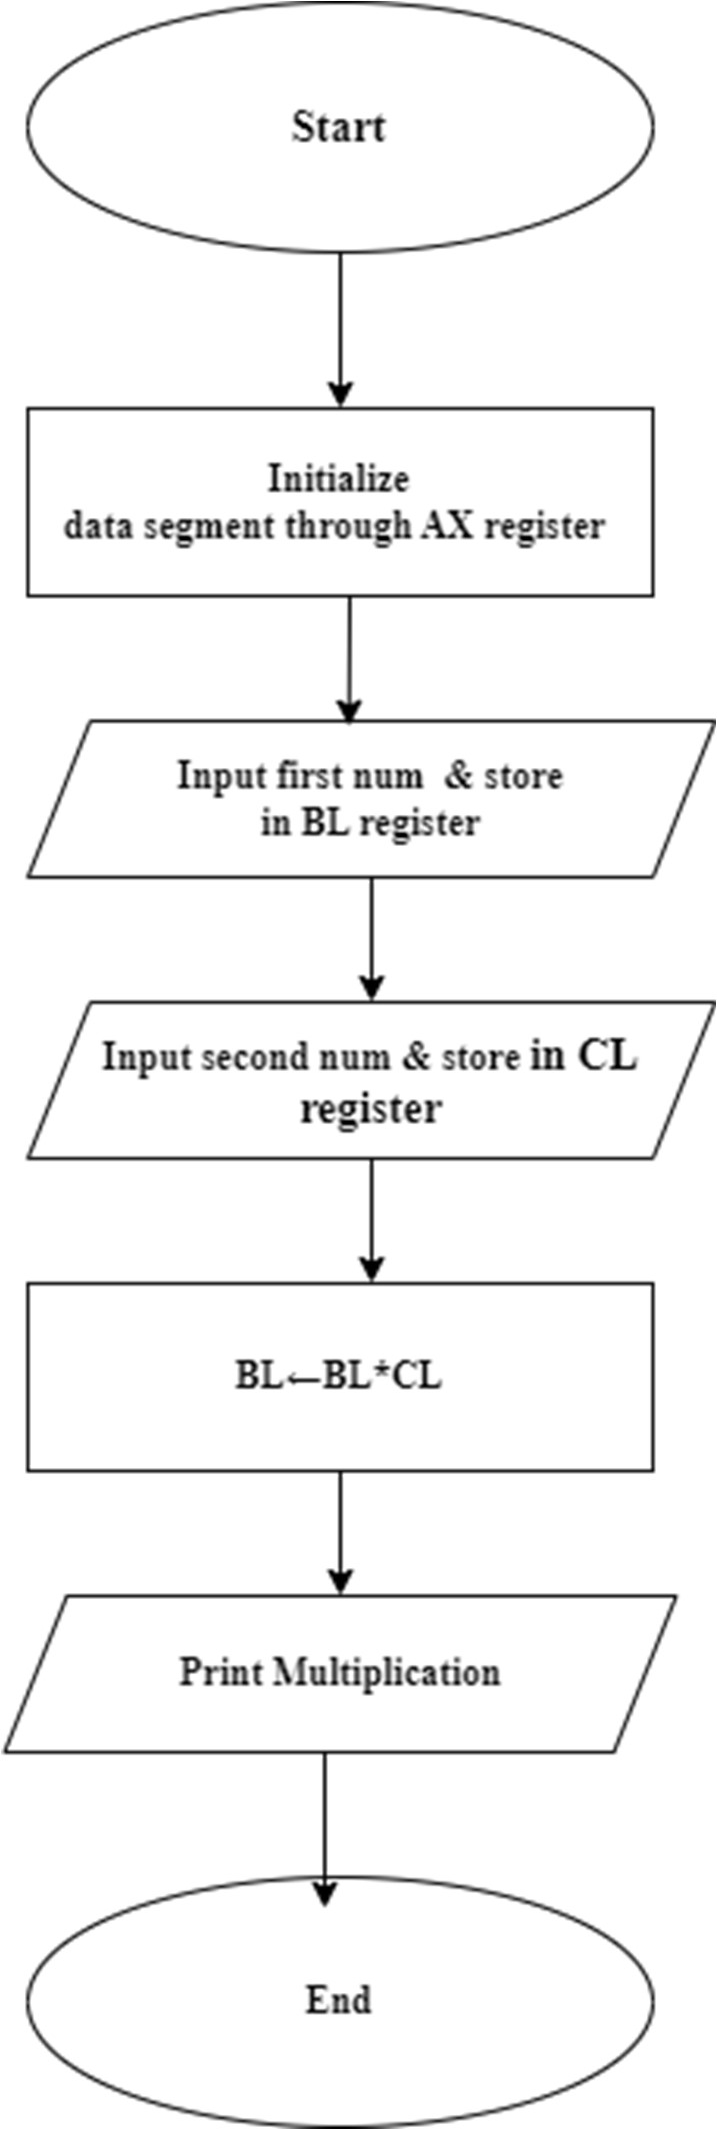 Start
Initialize
data segment through AX register
Input first num & store
in BL register
Input second num & store in CL
register
BL←BL*CL
Print Multiplication
End